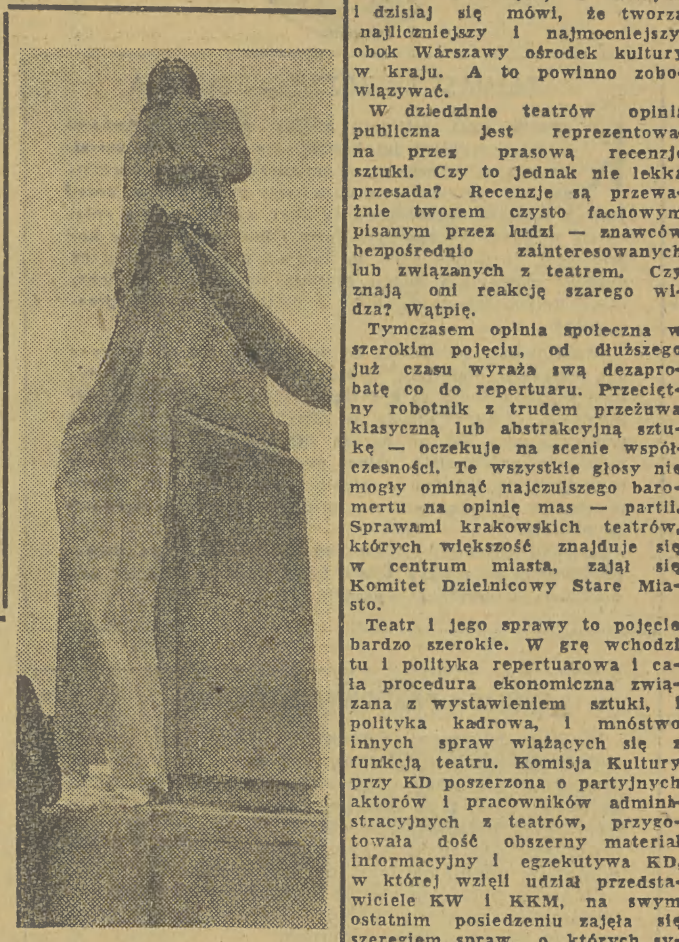 i dzisiaj się mówi, że tworzą
najliczniejszy i najmocniejszy
obok Warszawy ośrodek kultury
w kraju. A to powinno zobo-
wiązywać.
W dziedzinie teatrów opinia
publiczna jest reprezentowa-
na przez prasową recenzję
sztuki. Czy to jednak nie lekka
przesada? Recenzje są przewa-
żnie tworem czysto fachowym
pisanym przez ludzi — znawców
bezpośrednio zainteresowanych
lub związanych z teatrem. Czy
znają oni reakcję szarego wi-
dza? Wątpię.
Tymczasem opinia społeczna w
szerokim pojęciu, od dłuższego
już czasu wyraża swą dezapro-
batę co do repertuaru. Przecięt-
ny robotnik z trudem przeżuwa
klasyczną lub abstrakcyjną sztu-
kę — oczekuje na scenie współ-
czesności. Te wszystkie głosy nie
mogły ominąć najczulszego baro-
mertu na opinię mas — partii.
Sprawami krakowskich teatrów,
których większość znajduje się
w centrum miasta, zajął się
Komitet Dzielnicowy Stare Mia-
sto.
Teatr i jego sprawy to pojęcie
bardzo szerokie. W grę wchodzi
tu i polityka repertuarowa i ca-
ła procedura ekonomiczna zwią-
zana z wystawieniem sztuki, i
polityka kadrowa, i mnóstwo
innych spraw wiążących się z
funkcją teatru. Komisja Kultury
przy KD poszerzona o partyjnych
aktorów i pracowników admini-
stracyjnych z teatrów, przygo-
towała dość obszerny materiał
informacyjny i egzekutywa KD,
w której wzięli udział przedsta-
wiciele KW i KKM, na swym
ostatnim posiedzeniu zajęła się
szeregiem spraw, o których sy-